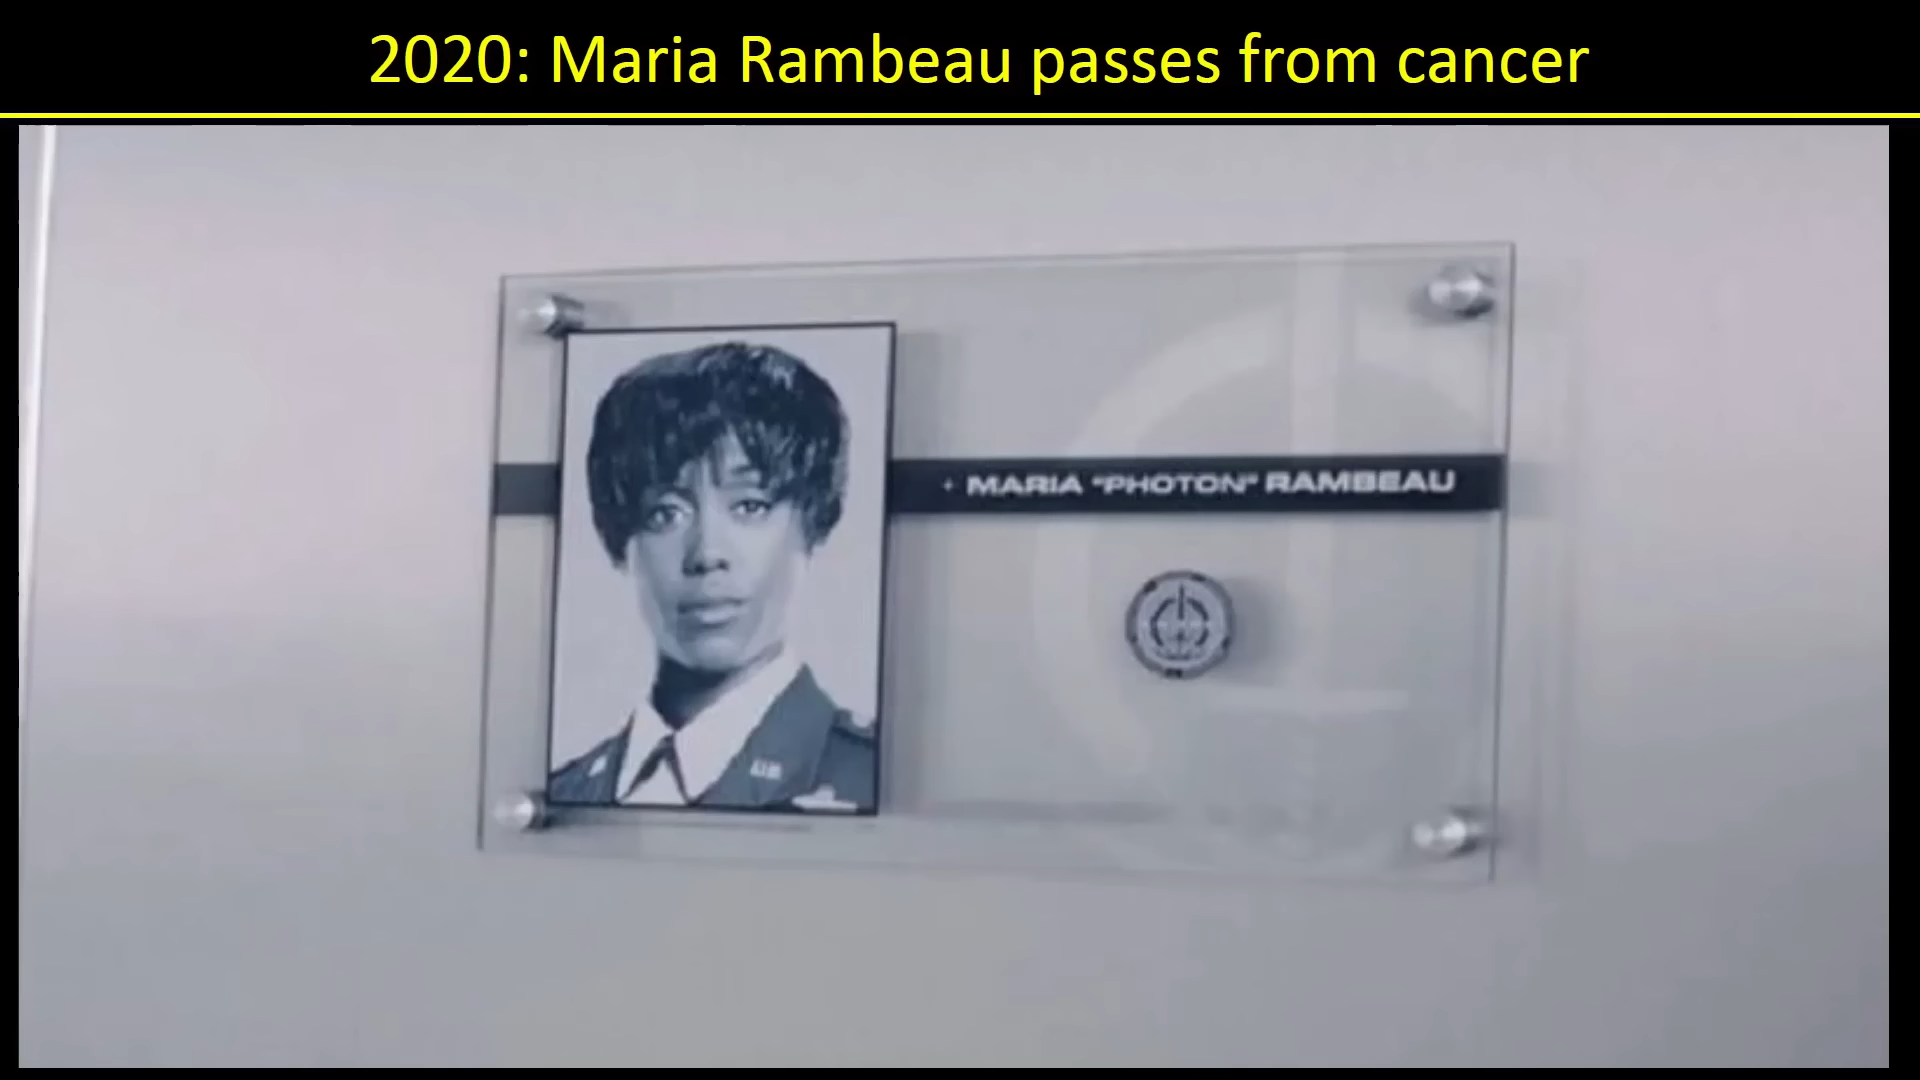 2020: Maria Rambeau passes from cancer
+ MARIA "PHOTON" RAMBEAU